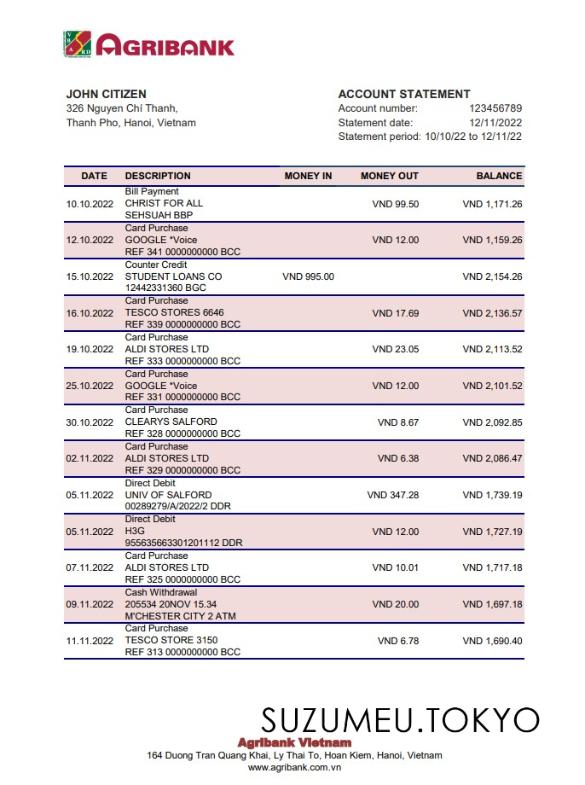 VBARD
AGRIBANK
JOHN CITIZEN
326 Nguyen Chí Thanh,
Thanh Pho, Hanoi, Vietnam
ACCOUNT STATEMENT
Account number: 123456789
Statement date: 12/11/2022
Statement period: 10/10/22 to 12/11/22
DATE DESCRIPTION MONEY IN MONEY OUT BALANCE
Bill Payment
10.10.2022 CHRIST FOR ALL VND 99.50 VND 1,171.26
SEHSUAH BBP
Card Purchase
12.10.2022 GOOGLE *Voice VND 12.00 VND 1,159.26
REF 341 0000000000 BCC
Counter Credit
15.10.2022 STUDENT LOANS CO VND 995.00 VND 2,154.26
12442331360 BGC
Card Purchase
16.10.2022 TESCO STORES 6646 VND 17.69 VND 2,136.57
REF 339 0000000000 BCC
Card Purchase
19.10.2022 ALDI STORES LTD VND 23.05 VND 2,113.52
REF 333 0000000000 BCC
Card Purchase
25.10.2022 GOOGLE *Voice VND 12.00 VND 2,101.52
REF 331 0000000000 BCC
Card Purchase
30.10.2022 CLEARYS SALFORD VND 8.67 VND 2,092.85
REF 328 0000000000 BCC
Card Purchase
02.11.2022 ALDI STORES LTD VND 6.38 VND 2,086.47
REF 329 0000000000 BCC
Direct Debit
05.11.2022 UNIV OF SALFORD VND 347.28 VND 1,739.19
00289279/A/2022/2 DDR
Direct Debit
05.11.2022 H3G VND 12.00 VND 1,727.19
955635663301201112 DDR
Card Purchase
07.11.2022 ALDI STORES LTD VND 10.01 VND 1,717.18
REF 325 0000000000 BCC
Cash Withdrawal
09.11.2022 205534 20NOV 15.34 VND 20.00 VND 1,697.18
M'CHESTER CITY 2 ATM
Card Purchase
11.11.2022 TESCO STORE 3150 VND 6.78 VND 1,690.40
REF 313 0000000000 BCC
SUZUMEU.TOKYO
Agribank Vietnam
164 Duong Tran Quang Khai, Ly Thai To, Hoan Kiem, Hanoi, Vietnam
www.agribank.com.vn